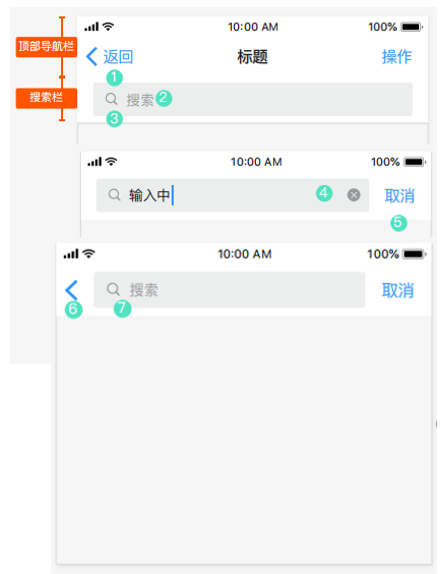 10:00 AM 100%
顶部导航栏
返回 标题 操作
1
搜索栏
搜索 2
3
10:00 AM 100%
输入中 4 取消
5
10:00 AM 100%
搜索 取消
6 7